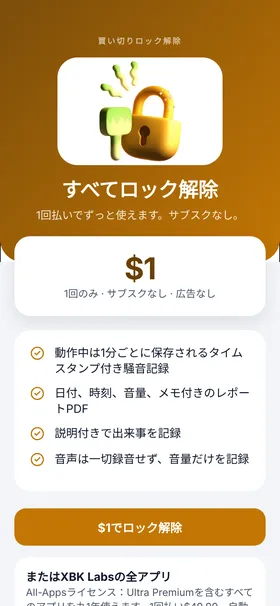 買い切りロック解除
すべてロック解除
1回払いでずっと使えます。サブスクなし。
$1
1回のみ · サブスクなし · 広告なし
動作中は1分ごとに保存されるタイム
スタンプ付き騒音記録
日付、時刻、音量、メモ付きのレポー
トPDF
説明付きで出来事を記録
音声は一切録音せず、音量だけを記録
$1でロック解除
またはXBK Labsの全アプリ
All-Appsライセンス：Ultra Premiumを含むすべて